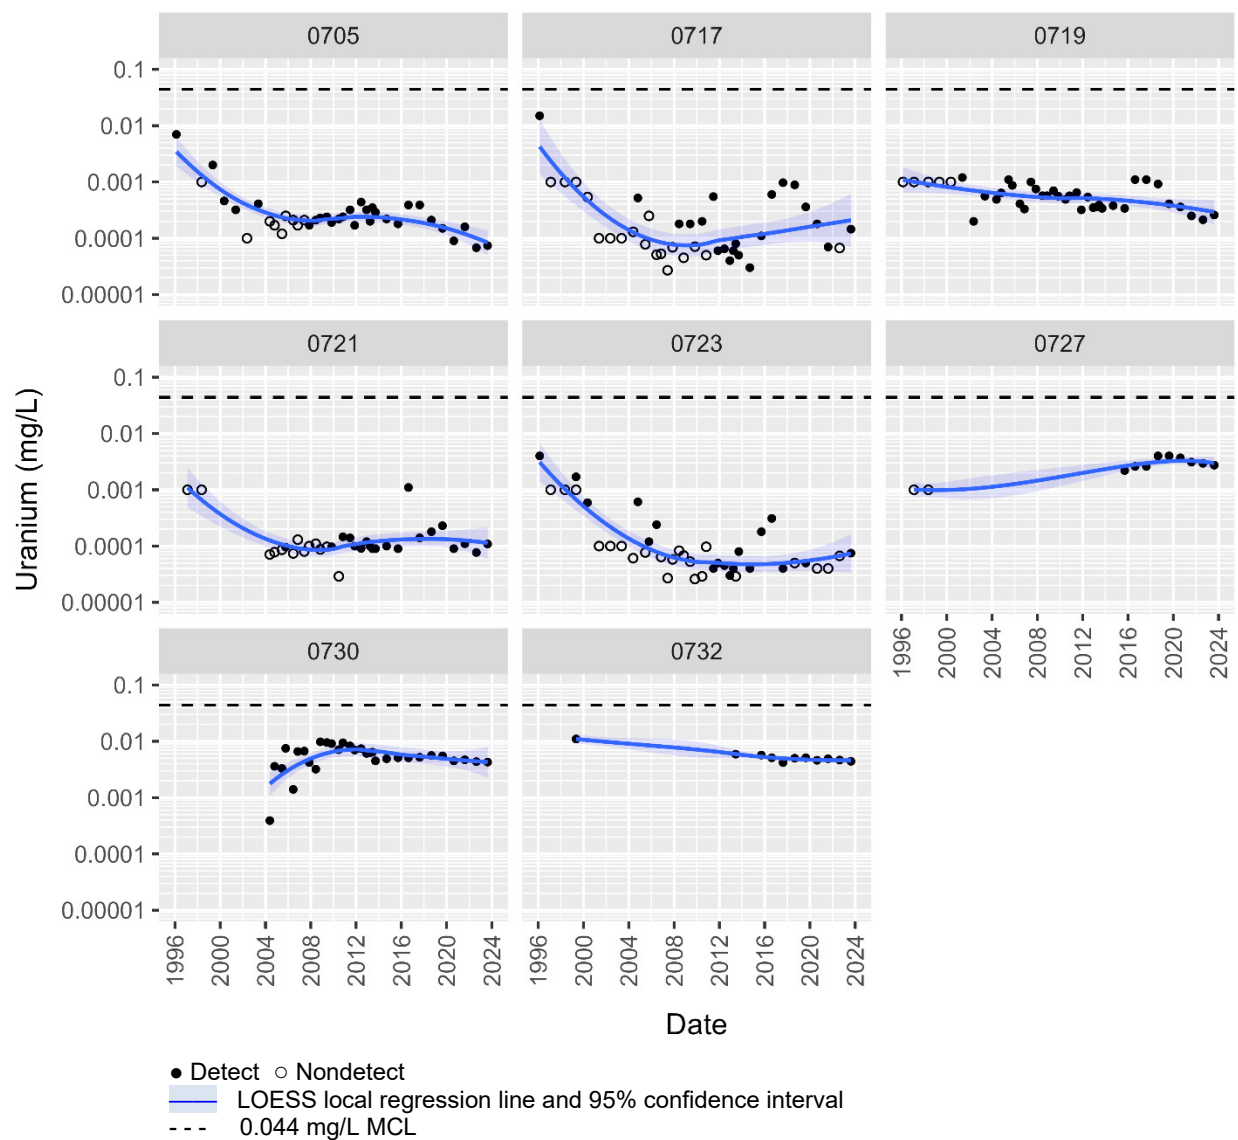 0705 0717 0719
0.1
0.01
0.001
0.0001
0.00001
0721 0723 0727
Uranium (mg/L)
0.1
0.01
0.001
0.0001
0.00001
1996 2000 2004 2008 2012 2016 2020 2024
0730 0732
0.1
0.01
0.001
0.0001
0.00001
1996 2000 2004 2008 2012 2016 2020 2024 1996 2000 2004 2008 2012 2016 2020 2024
Date
Detect Nondetect
LOESS local regression line and 95% confidence interval
0.044 mg/L MCL